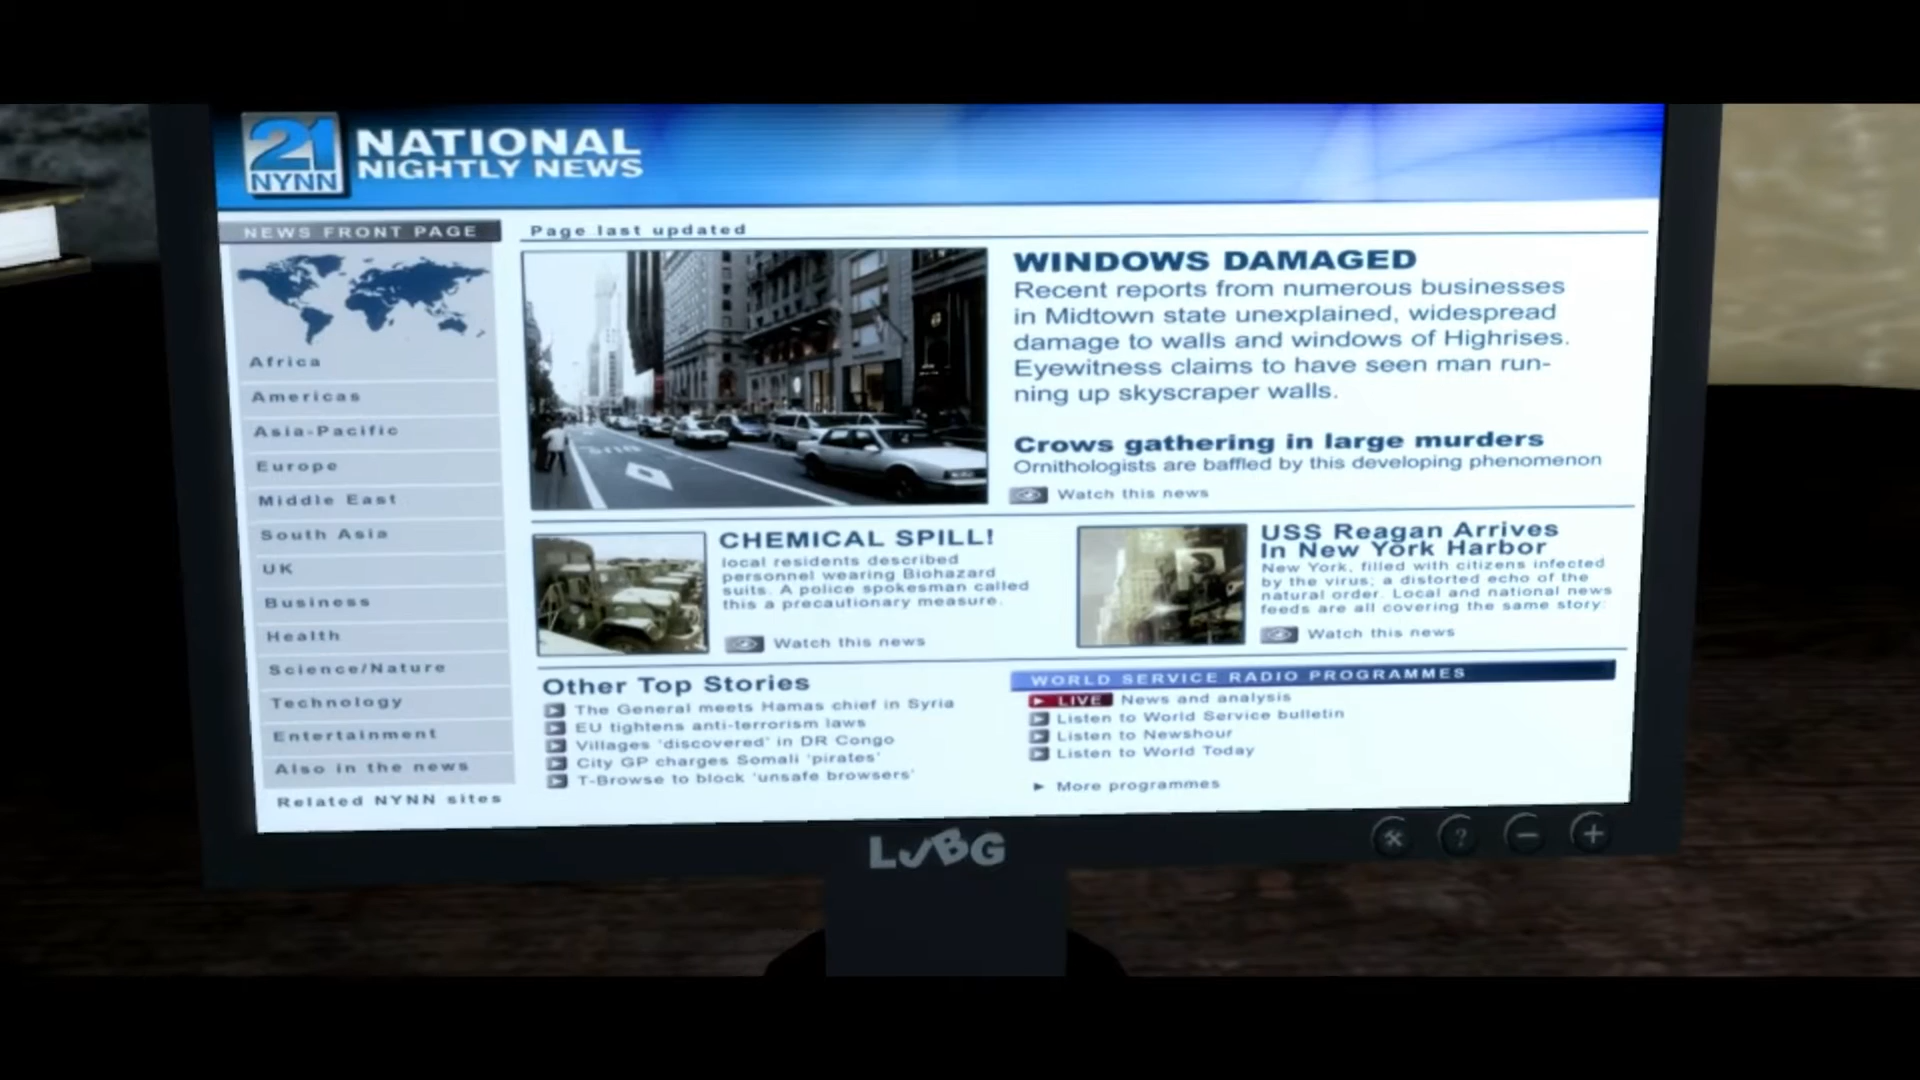 21
NYNN
NATIONAL
NIGHTLY NEWS
NEWS FRONT PAGE
Africa
Americas
Asia-Pacific
Europe
Middle East
South Asia
UK
Business
Health
Science/Nature
Technology
Entertainment
Also in the news
Related NYNN sites
Page last updated
WINDOWS DAMAGED
Recent reports from numerous businesses
in Midtown state unexplained, widespread
damage to walls and windows of Highrises.
Eyewitness claims to have seen man run-
ning up skyscraper walls.
Crows gathering in large murders
Ornithologists are baffled by this developing phenomenon
Watch this news
CHEMICAL SPILL!
local residents described
personnel wearing Biohazard
suits. A police spokesman called
this a precautionary measure.
Watch this news
USS Reagan Arrives
In New York Harbor
New York, filled with citizens infected
by the virus; a distorted echo of the
natural order. Local and national news
feeds are all covering the same story:
Watch this news
Other Top Stories
The General meets Hamas chief in Syria
EU tightens anti-terrorism laws
Villages 'discovered' in DR Congo
City GP charges Somali 'pirates'
T-Browse to block 'unsafe browsers'
WORLD SERVICE RADIO PROGRAMMES
LIVE News and analysis
Listen to World Service bulletin
Listen to Newshour
Listen to World Today
More programmes
LJBG
? − +